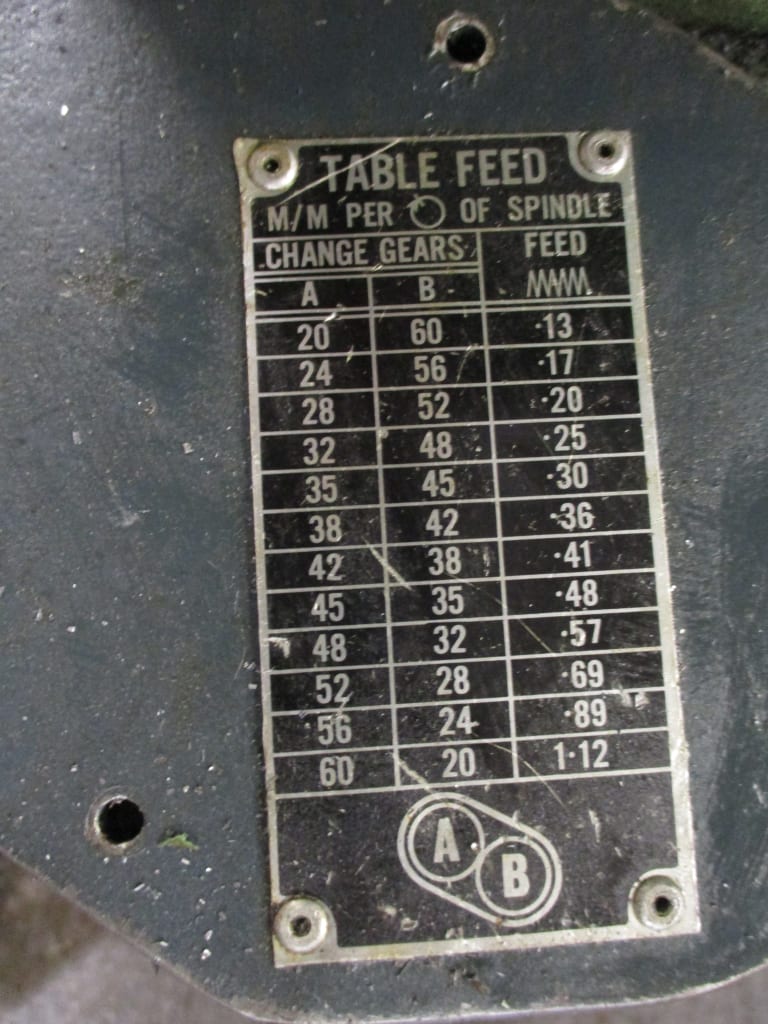 TABLE FEED
M/M PER OF SPINDLE
CHANGE GEARS FEED
A B
20 60 ·13
24 56 ·17
28 52 ·20
32 48 ·25
35 45 ·30
38 42 ·36
42 38 ·41
45 35 ·48
48 32 ·57
52 28 ·69
56 24 ·89
60 20 1·12
A
B